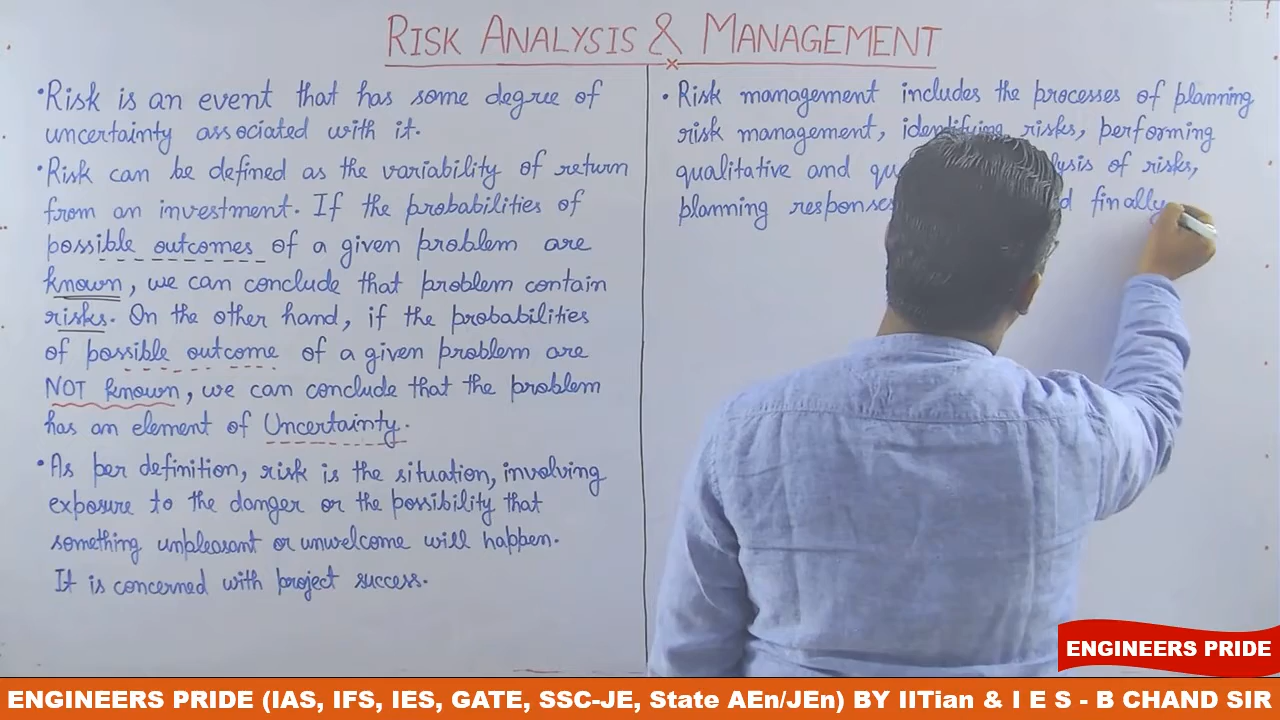 RISK ANALYSIS & MANAGEMENT
• Risk is an event that has some degree of
uncertainty associated with it.
• Risk can be defined as the variability of return
from an investment. If the probabilities of
possible outcomes of a given problem are
known, we can conclude that problem contain
risks. On the other hand, if the probabilities
of possible outcome of a given problem are
NOT known, we can conclude that the problem
has an element of Uncertainty.
• As per definition, risk is the situation, involving
exposure to the danger or the possibility that
something unpleasant or unwelcome will happen.
It is concerned with project success.
• Risk management includes the processes of planning
risk management, identifying risks, performing
qualitative and of risks,
planning finally
ENGINEERS PRIDE
ENGINEERS PRIDE (IAS, IFS, IES, GATE, SSC-JE, State AEn/JEn) BY IITian & I E S - B CHAND SIR